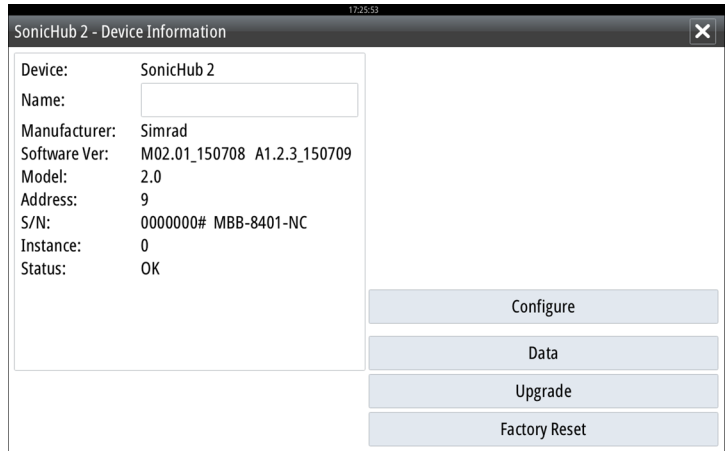 17:25:53
SonicHub 2 - Device Information
Device: SonicHub 2
Name:
Manufacturer: Simrad
Software Ver: M02.01_150708 A1.2.3_150709
Model: 2.0
Address: 9
S/N: 0000000# MBB-8401-NC
Instance: 0
Status: OK
Configure
Data
Upgrade
Factory Reset